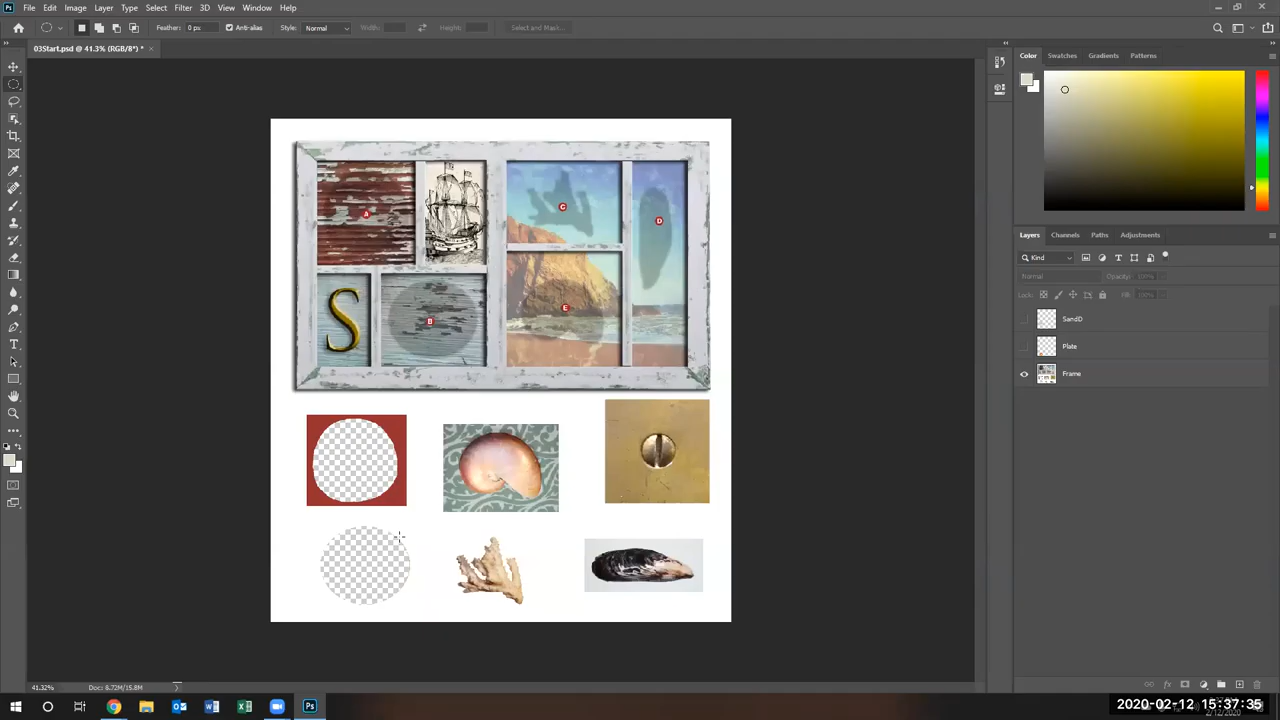 File Edit Image Layer Type Select Filter 3D View Window Help
Feather: 0 px Anti-alias Style: Normal Width: Height: Select and Mask...
03Start.psd @ 41.3% (RGB/8*) *
Color Swatches Gradients Patterns
A
C
D
S
B
E
Layers Channels Paths Adjustments
Kind
Normal Opacity: 100%
Lock: Fill: 100%
SandD
Plate
Frame
41.32% Doc: 8.72M/15.8M
2020-02-12 15:37:35